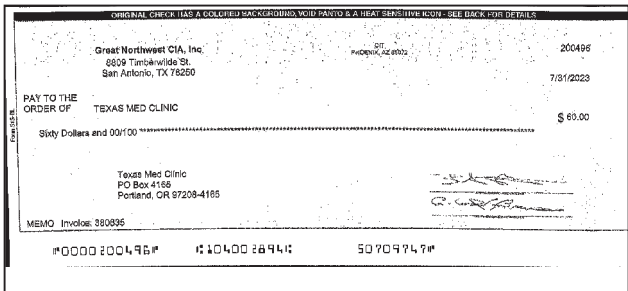 ORIGINAL CHECK HAS A COLORED BACKGROUND, VOID PANTO & A HEAT SENSITIVE ICON - SEE BACK FOR DETAILS
Great Northwest CIA, Inc.
8809 Timberwilde St.
San Antonio, TX 78250
CIT
PHOENIX, AZ
200496
7/31/2023
PAY TO THE
ORDER OF TEXAS MED CLINIC
$ 60.00
Sixty Dollars and 00/100 ****
Texas Med Clinic
PO Box 4165
Portland, OR 97208-4165
MEMO Invoice: 380835
⑈0000200496⑈ ⑆104002894⑆ 50709747⑈